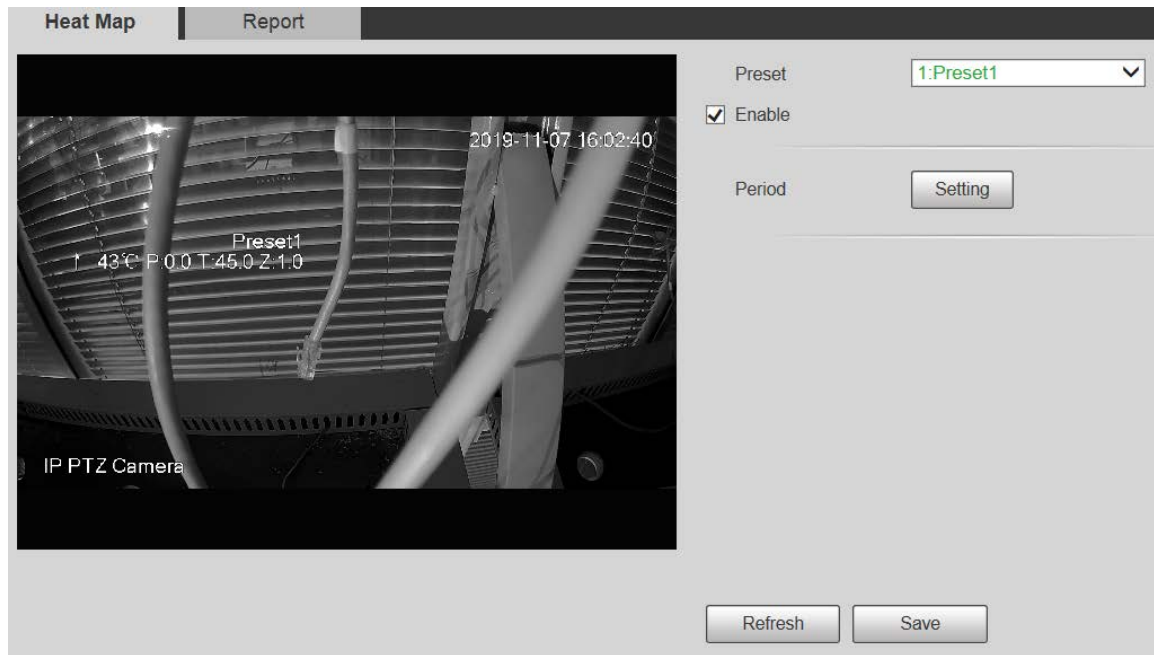 Heat Map
Report
2019-11-07 16:02:40
Preset1
↑ 43℃ P:0.0 T:45.0 Z:1.0
IP PTZ Camera
Preset
1:Preset1
Enable
Period
Setting
Refresh
Save